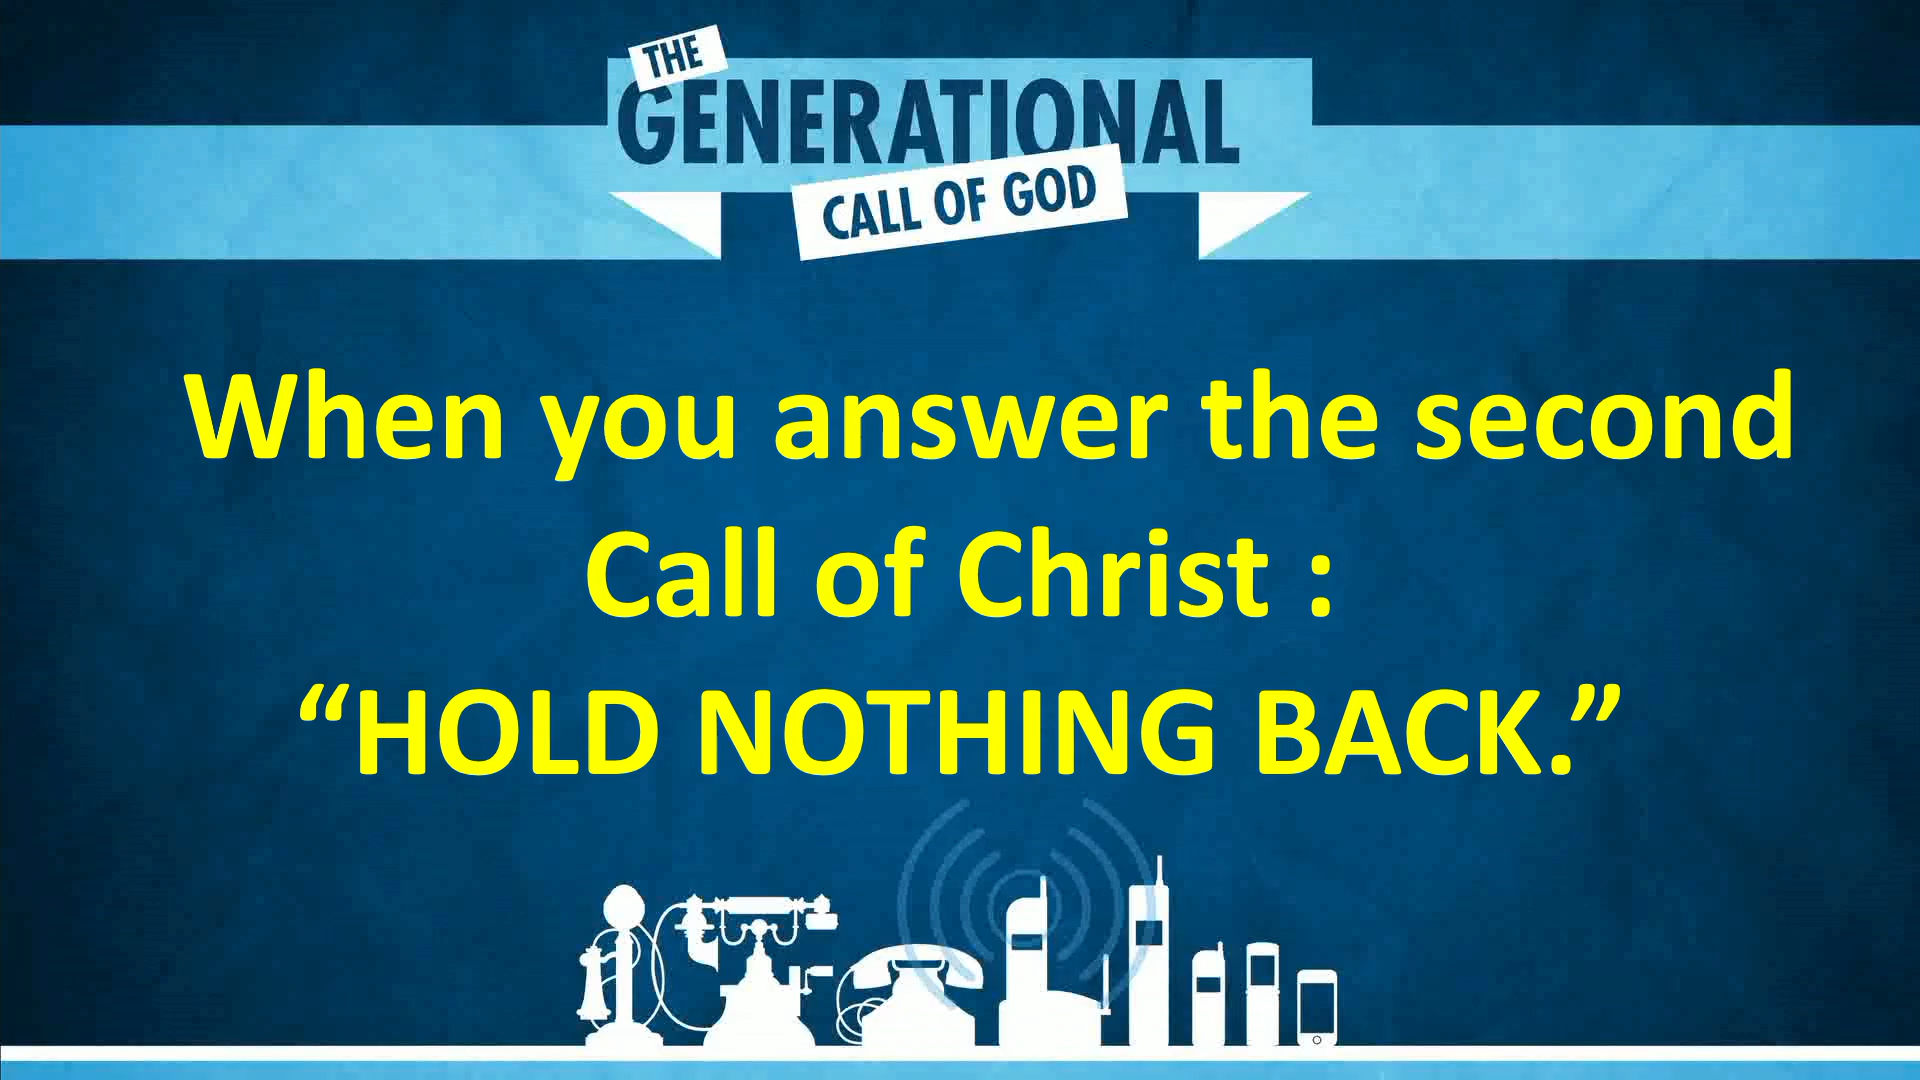 THE
GENERATIONAL
CALL OF GOD
When you answer the second
Call of Christ :
“HOLD NOTHING BACK.”